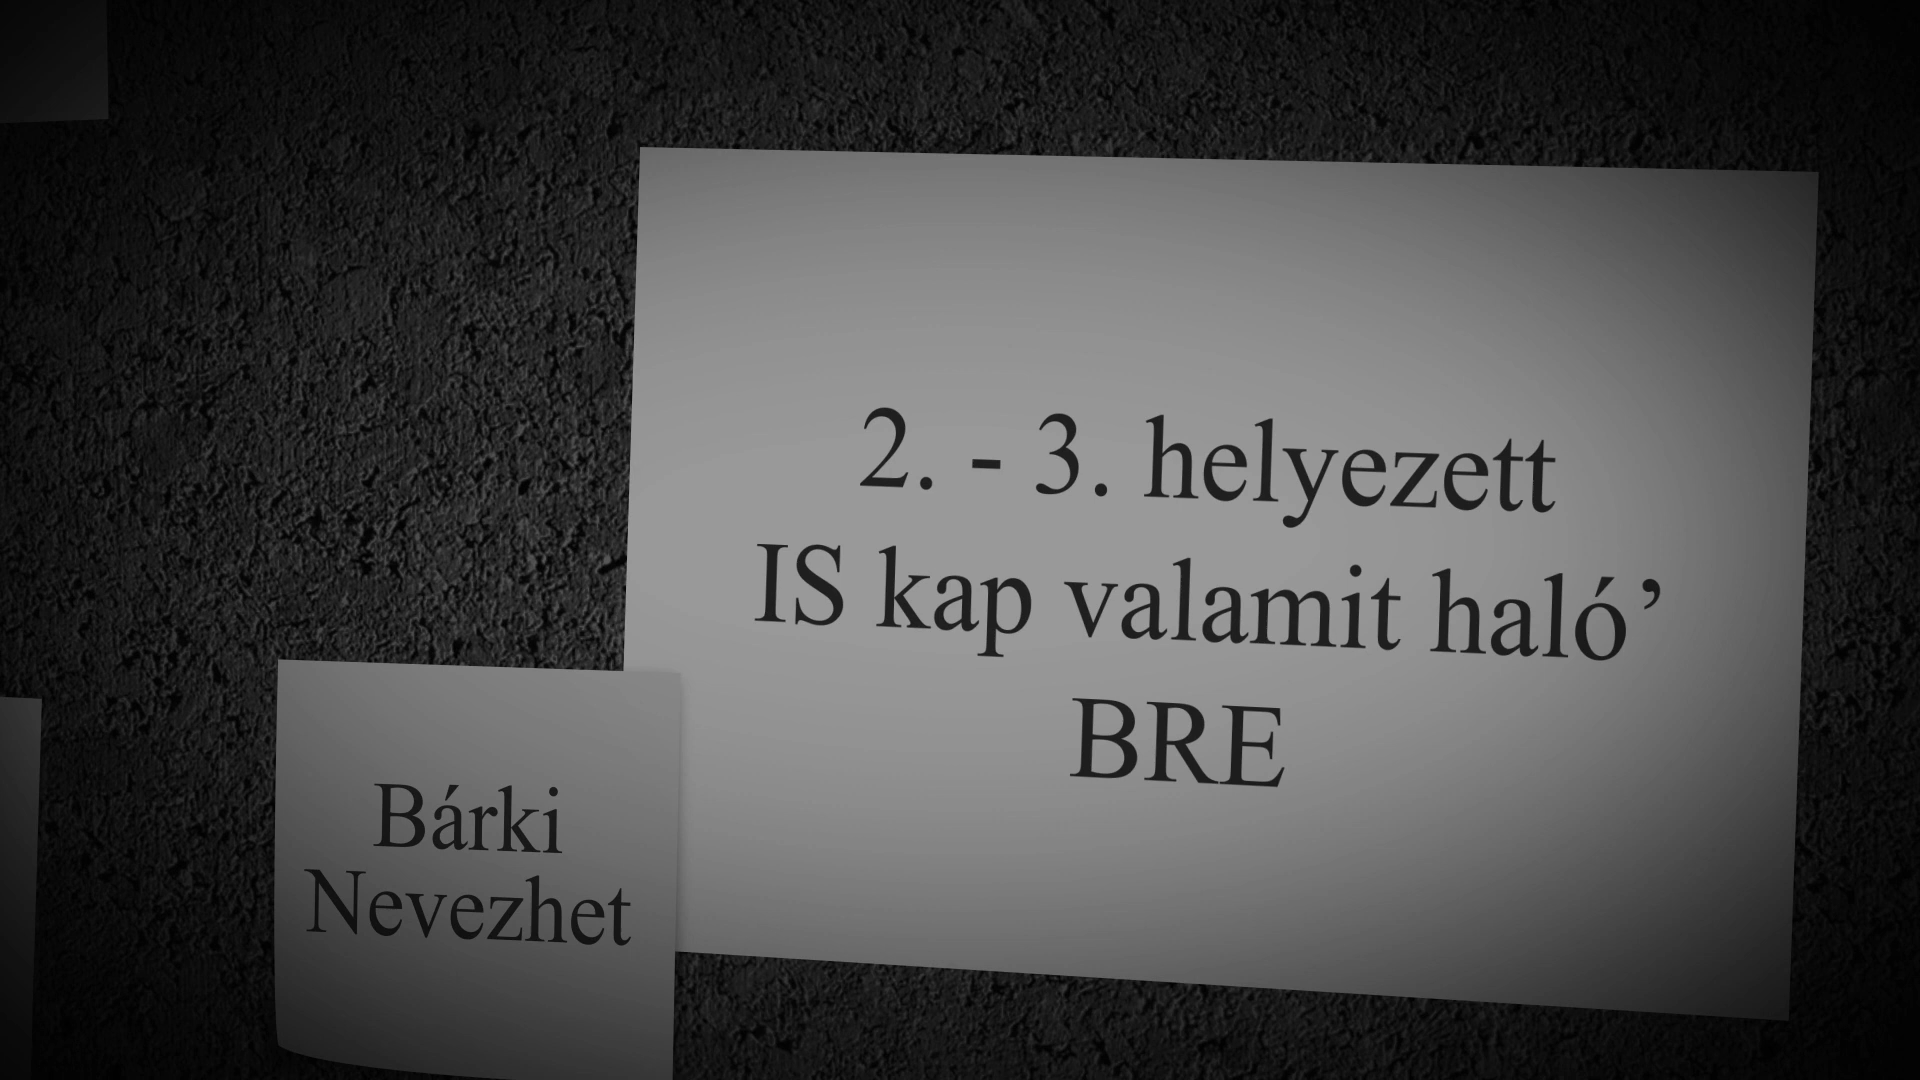 2. - 3. helyezett
IS kap valamit haló’
BRE
Bárki
Nevezhet